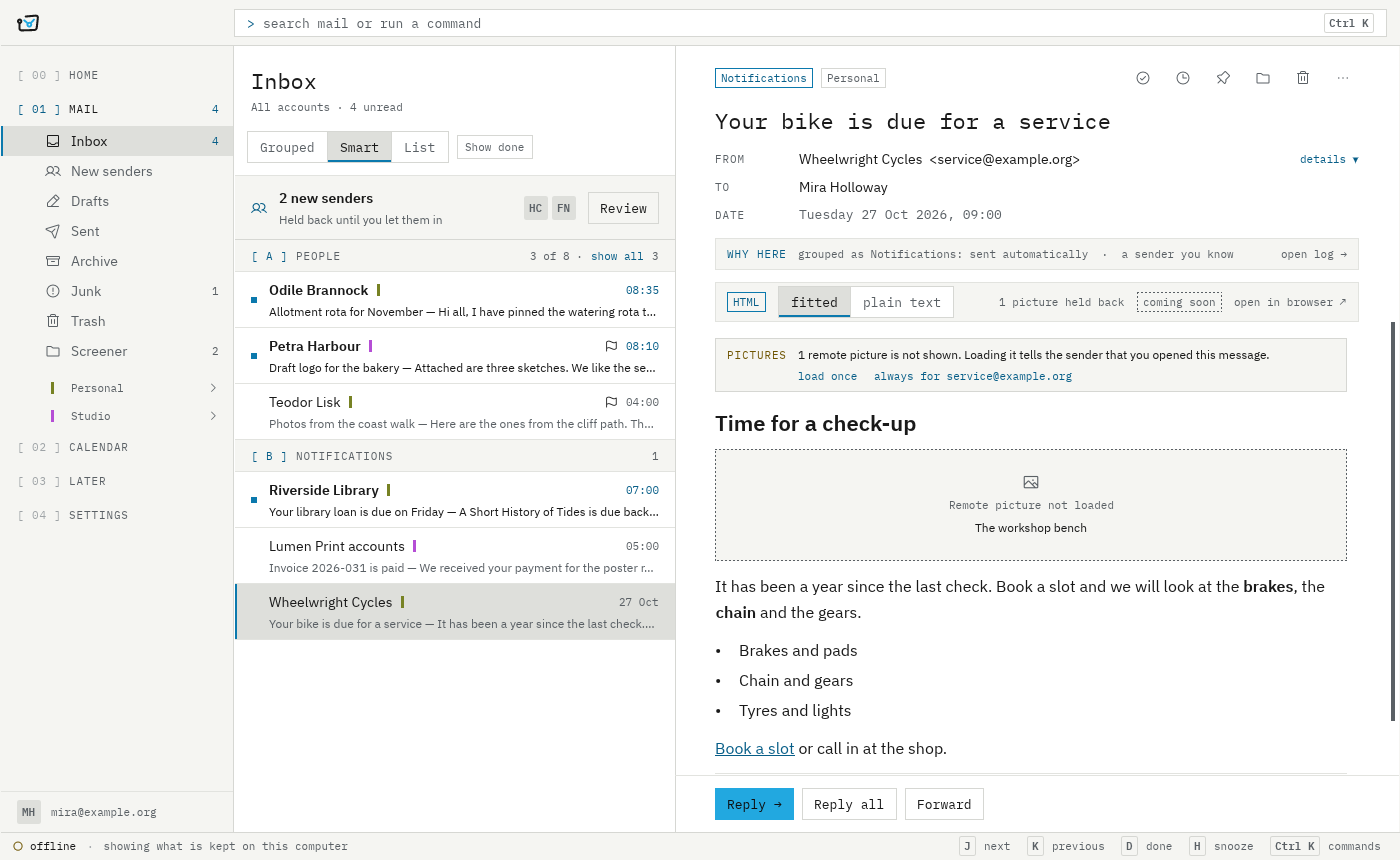 > search mail or run a command
Ctrl K
[ 00 ] HOME
[ 01 ] MAIL 4
Inbox 4
New senders
Drafts
Sent
Archive
Junk 1
Trash
Screener 2
Personal
Studio
[ 02 ] CALENDAR
[ 03 ] LATER
[ 04 ] SETTINGS
MH mira@example.org
Inbox
All accounts · 4 unread
Grouped Smart List Show done
2 new senders
Held back until you let them in
HC FN Review
[ A ] PEOPLE 3 of 8 · show all 3
Odile Brannock 08:35
Allotment rota for November — Hi all, I have pinned the watering rota t…
Petra Harbour 08:10
Draft logo for the bakery — Attached are three sketches. We like the se…
Teodor Lisk 04:00
Photos from the coast walk — Here are the ones from the cliff path. Th…
[ B ] NOTIFICATIONS 1
Riverside Library 07:00
Your library loan is due on Friday — A Short History of Tides is due back…
Lumen Print accounts 05:00
Invoice 2026-031 is paid — We received your payment for the poster r…
Wheelwright Cycles 27 Oct
Your bike is due for a service — It has been a year since the last check.…
Notifications Personal
Your bike is due for a service
FROM Wheelwright Cycles <service@example.org> details ▾
TO Mira Holloway
DATE Tuesday 27 Oct 2026, 09:00
WHY HERE grouped as Notifications: sent automatically · a sender you know open log →
HTML fitted plain text 1 picture held back coming soon open in browser ↗
PICTURES 1 remote picture is not shown. Loading it tells the sender that you opened this message.
load once always for service@example.org
Time for a check-up
Remote picture not loaded
The workshop bench
It has been a year since the last check. Book a slot and we will look at the brakes, the
chain and the gears.
• Brakes and pads
• Chain and gears
• Tyres and lights
Book a slot or call in at the shop.
Reply → Reply all Forward
offline · showing what is kept on this computer
J next K previous D done H snooze Ctrl K commands